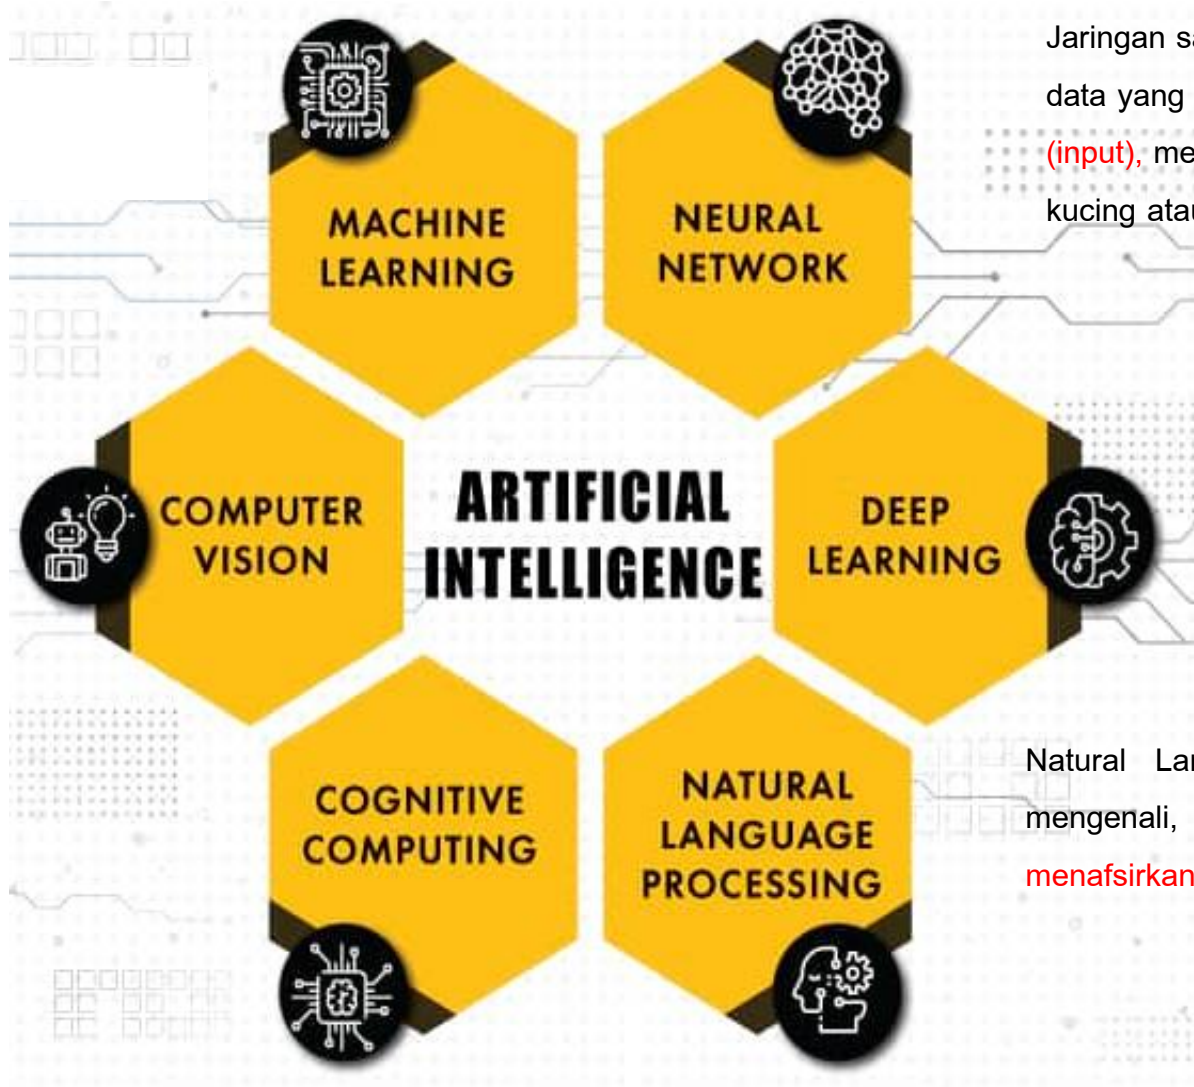 Jaringan
data yang
(input),
kucing
MACHINE
LEARNING
NEURAL
NETWORK
COMPUTER
VISION
ARTIFICIAL
INTELLIGENCE
DEEP
LEARNING
Natural
mengenali,
menafsirkan
COGNITIVE
COMPUTING
NATURAL
LANGUAGE
PROCESSING